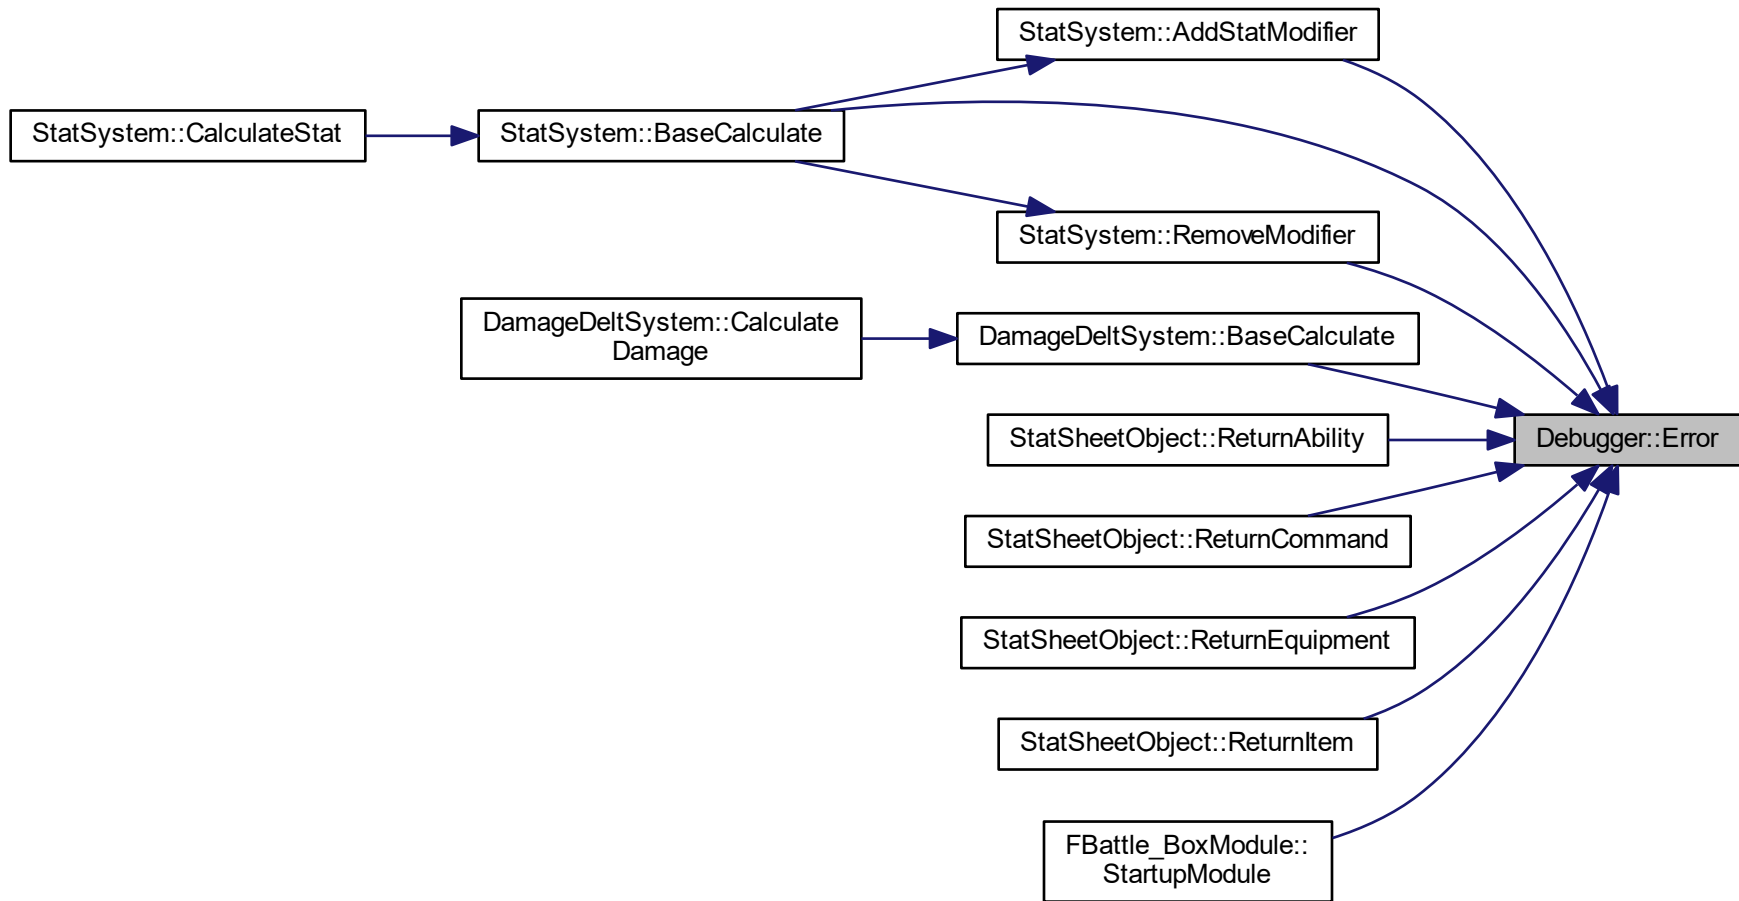 StatSystem::AddStatModifier
StatSystem::CalculateStat
StatSystem::BaseCalculate
StatSystem::RemoveModifier
DamageDeltSystem::Calculate
Damage
DamageDeltSystem::BaseCalculate
StatSheetObject::ReturnAbility
Debugger::Error
StatSheetObject::ReturnCommand
StatSheetObject::ReturnEquipment
StatSheetObject::ReturnItem
FBattle_BoxModule::
StartupModule